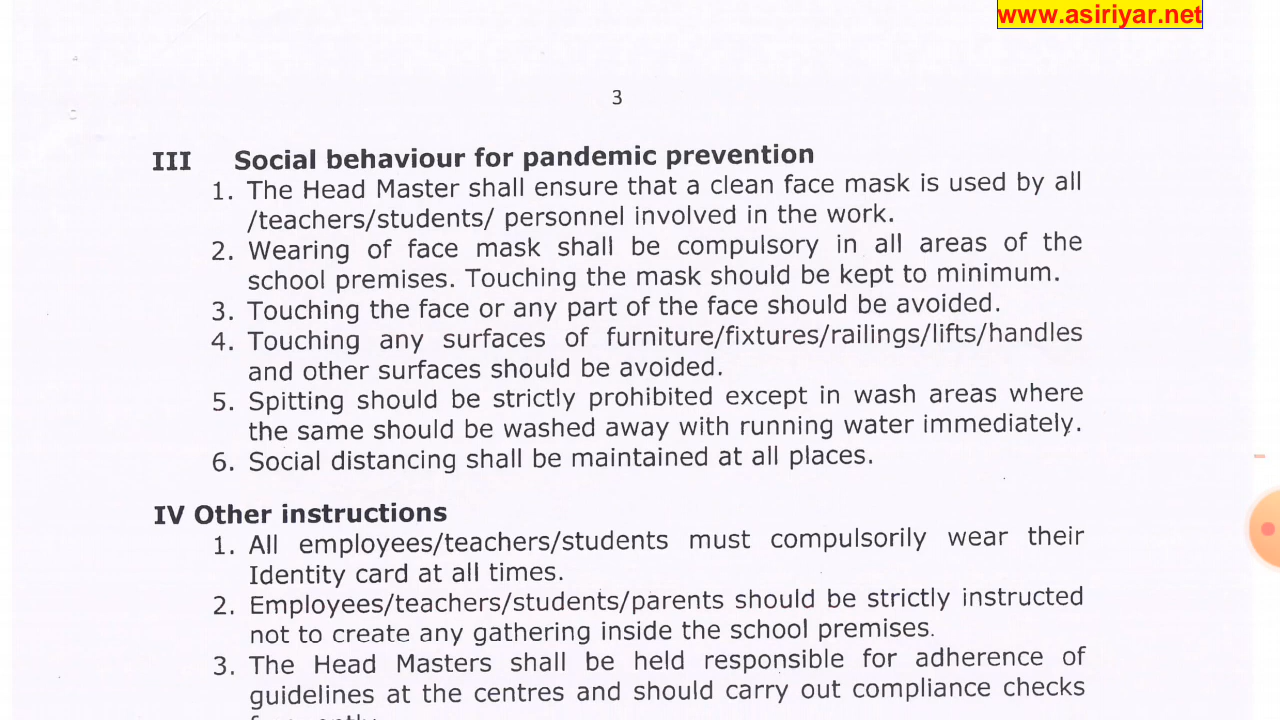 www.asiriyar.net
3
III Social behaviour for pandemic prevention
1. The Head Master shall ensure that a clean face mask is used by all
/teachers/students/ personnel involved in the work.
2. Wearing of face mask shall be compulsory in all areas of the
school premises. Touching the mask should be kept to minimum.
3. Touching the face or any part of the face should be avoided.
4. Touching any surfaces of furniture/fixtures/railings/lifts/handles
and other surfaces should be avoided.
5. Spitting should be strictly prohibited except in wash areas where
the same should be washed away with running water immediately.
6. Social distancing shall be maintained at all places.
IV Other instructions
1. All employees/teachers/students must compulsorily wear their
Identity card at all times.
2. Employees/teachers/students/parents should be strictly instructed
not to create any gathering inside the school premises.
3. The Head Masters shall be held responsible for adherence of
guidelines at the centres and should carry out compliance checks